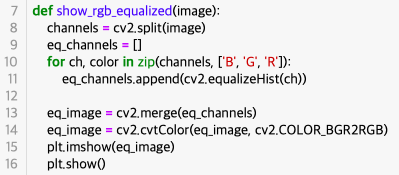 7 def show_rgb_equalized(image):
8 channels = cv2.split(image)
9 eq_channels = []
10 for ch, color in zip(channels, ['B', 'G', 'R']):
11 eq_channels.append(cv2.equalizeHist(ch))
12
13 eq_image = cv2.merge(eq_channels)
14 eq_image = cv2.cvtColor(eq_image, cv2.COLOR_BGR2RGB)
15 plt.imshow(eq_image)
16 plt.show()